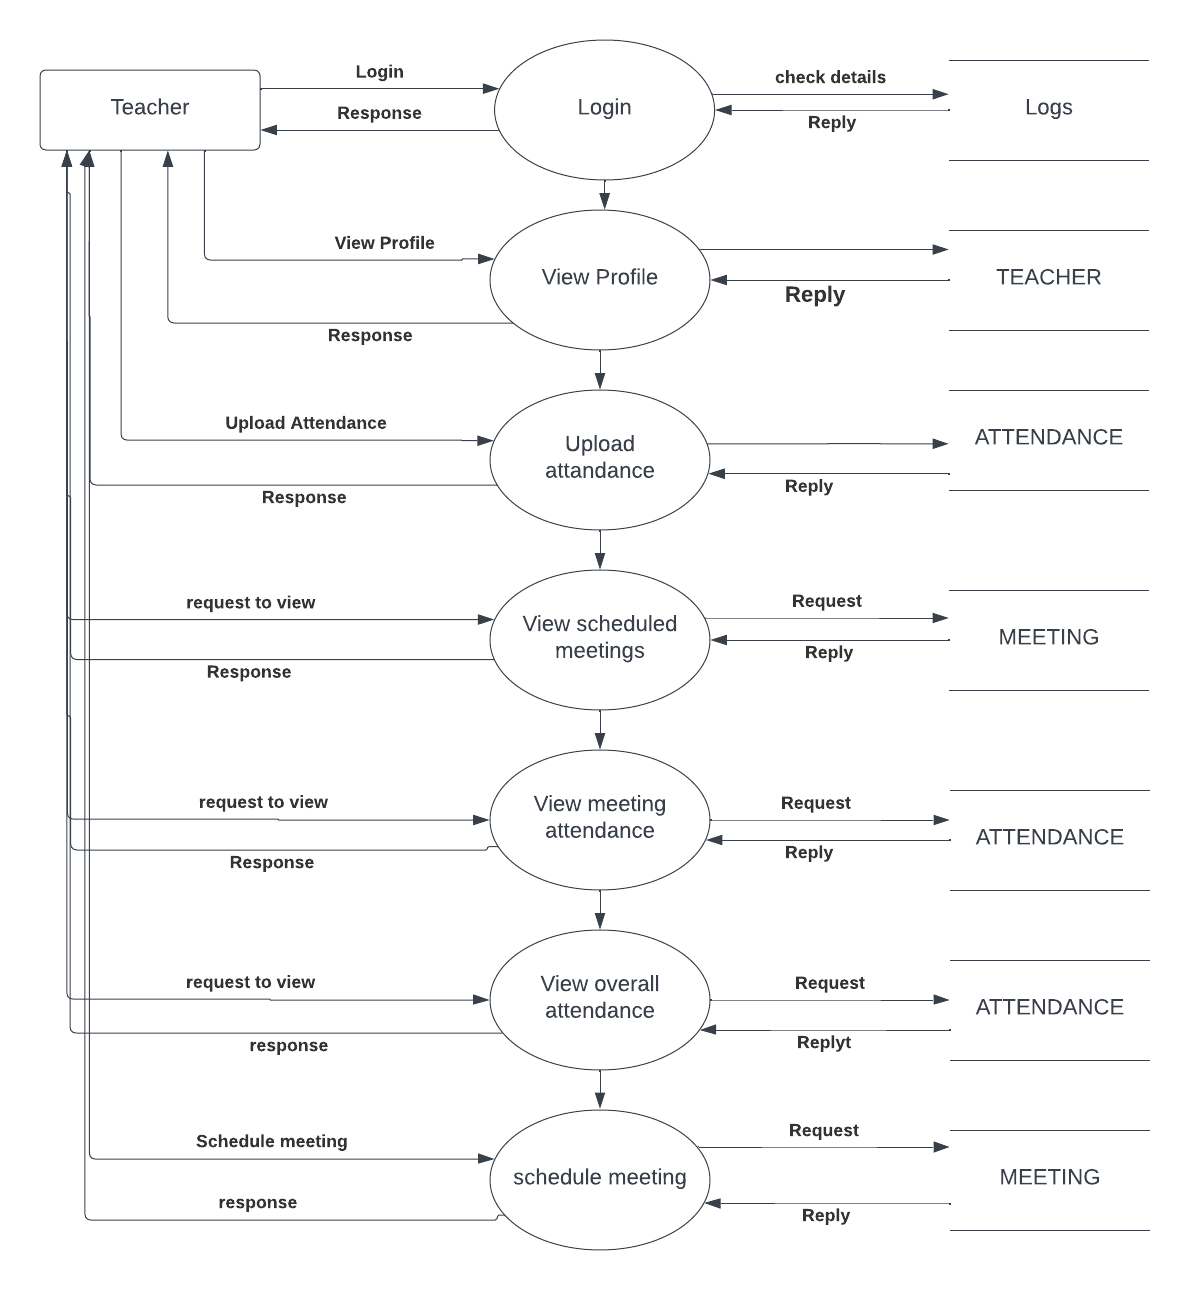 Login
check details
Teacher
Login
Logs
Response
Reply
View Profile
View Profile
TEACHER
Reply
Response
Upload Attendance
Upload
attandance
ATTENDANCE
Response
Reply
request to view
Request
View scheduled
meetings
MEETING
Response
Reply
request to view
Request
View meeting
attendance
ATTENDANCE
Response
Reply
request to view
Request
View overall
attendance
ATTENDANCE
response
Replyt
Schedule meeting
Request
schedule meeting
MEETING
response
Reply